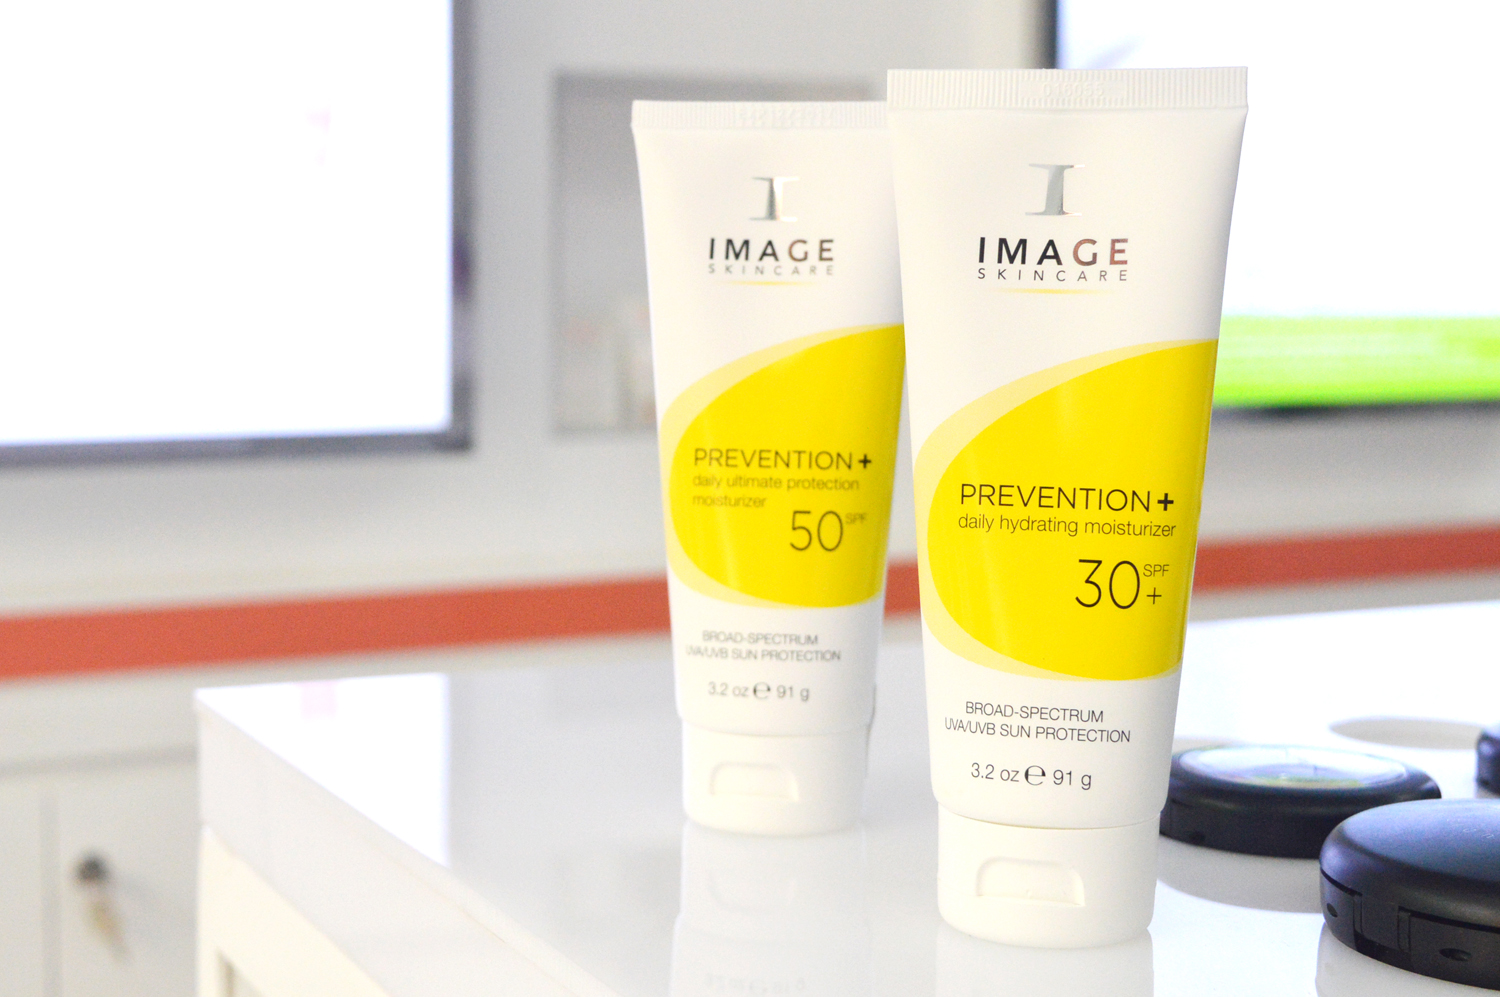 I
IMAGE
SKINCARE
PREVENTION+
daily ultimate protection
moisturizer
50 SPF
BROAD-SPECTRUM
UVA/UVB SUN PROTECTION
3.2 oz ℮ 91 g
I
IMAGE
SKINCARE
PREVENTION+
daily hydrating moisturizer
30 SPF
+
BROAD-SPECTRUM
UVA/UVB SUN PROTECTION
3.2 oz ℮ 91 g